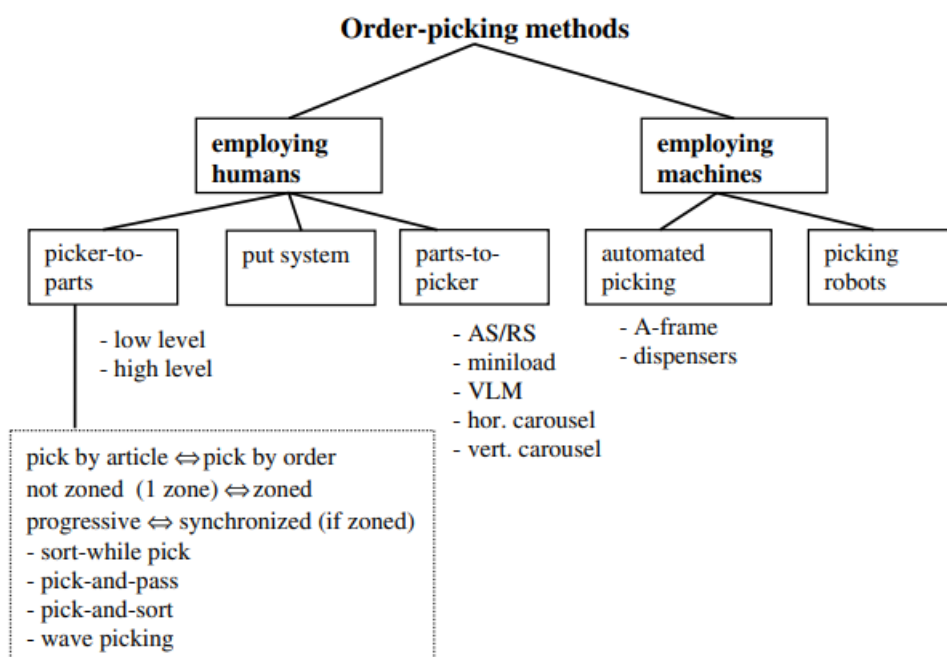 Order-picking methods
employing
humans
employing
machines
picker-to-
parts
put system
parts-to-
picker
automated
picking
picking
robots
- low level
- high level
- AS/RS
- miniload
- VLM
- hor. carousel
- vert. carousel
- A-frame
- dispensers
pick by article ⇔ pick by order
not zoned (1 zone) ⇔ zoned
progressive ⇔ synchronized (if zoned)
- sort-while pick
- pick-and-pass
- pick-and-sort
- wave picking